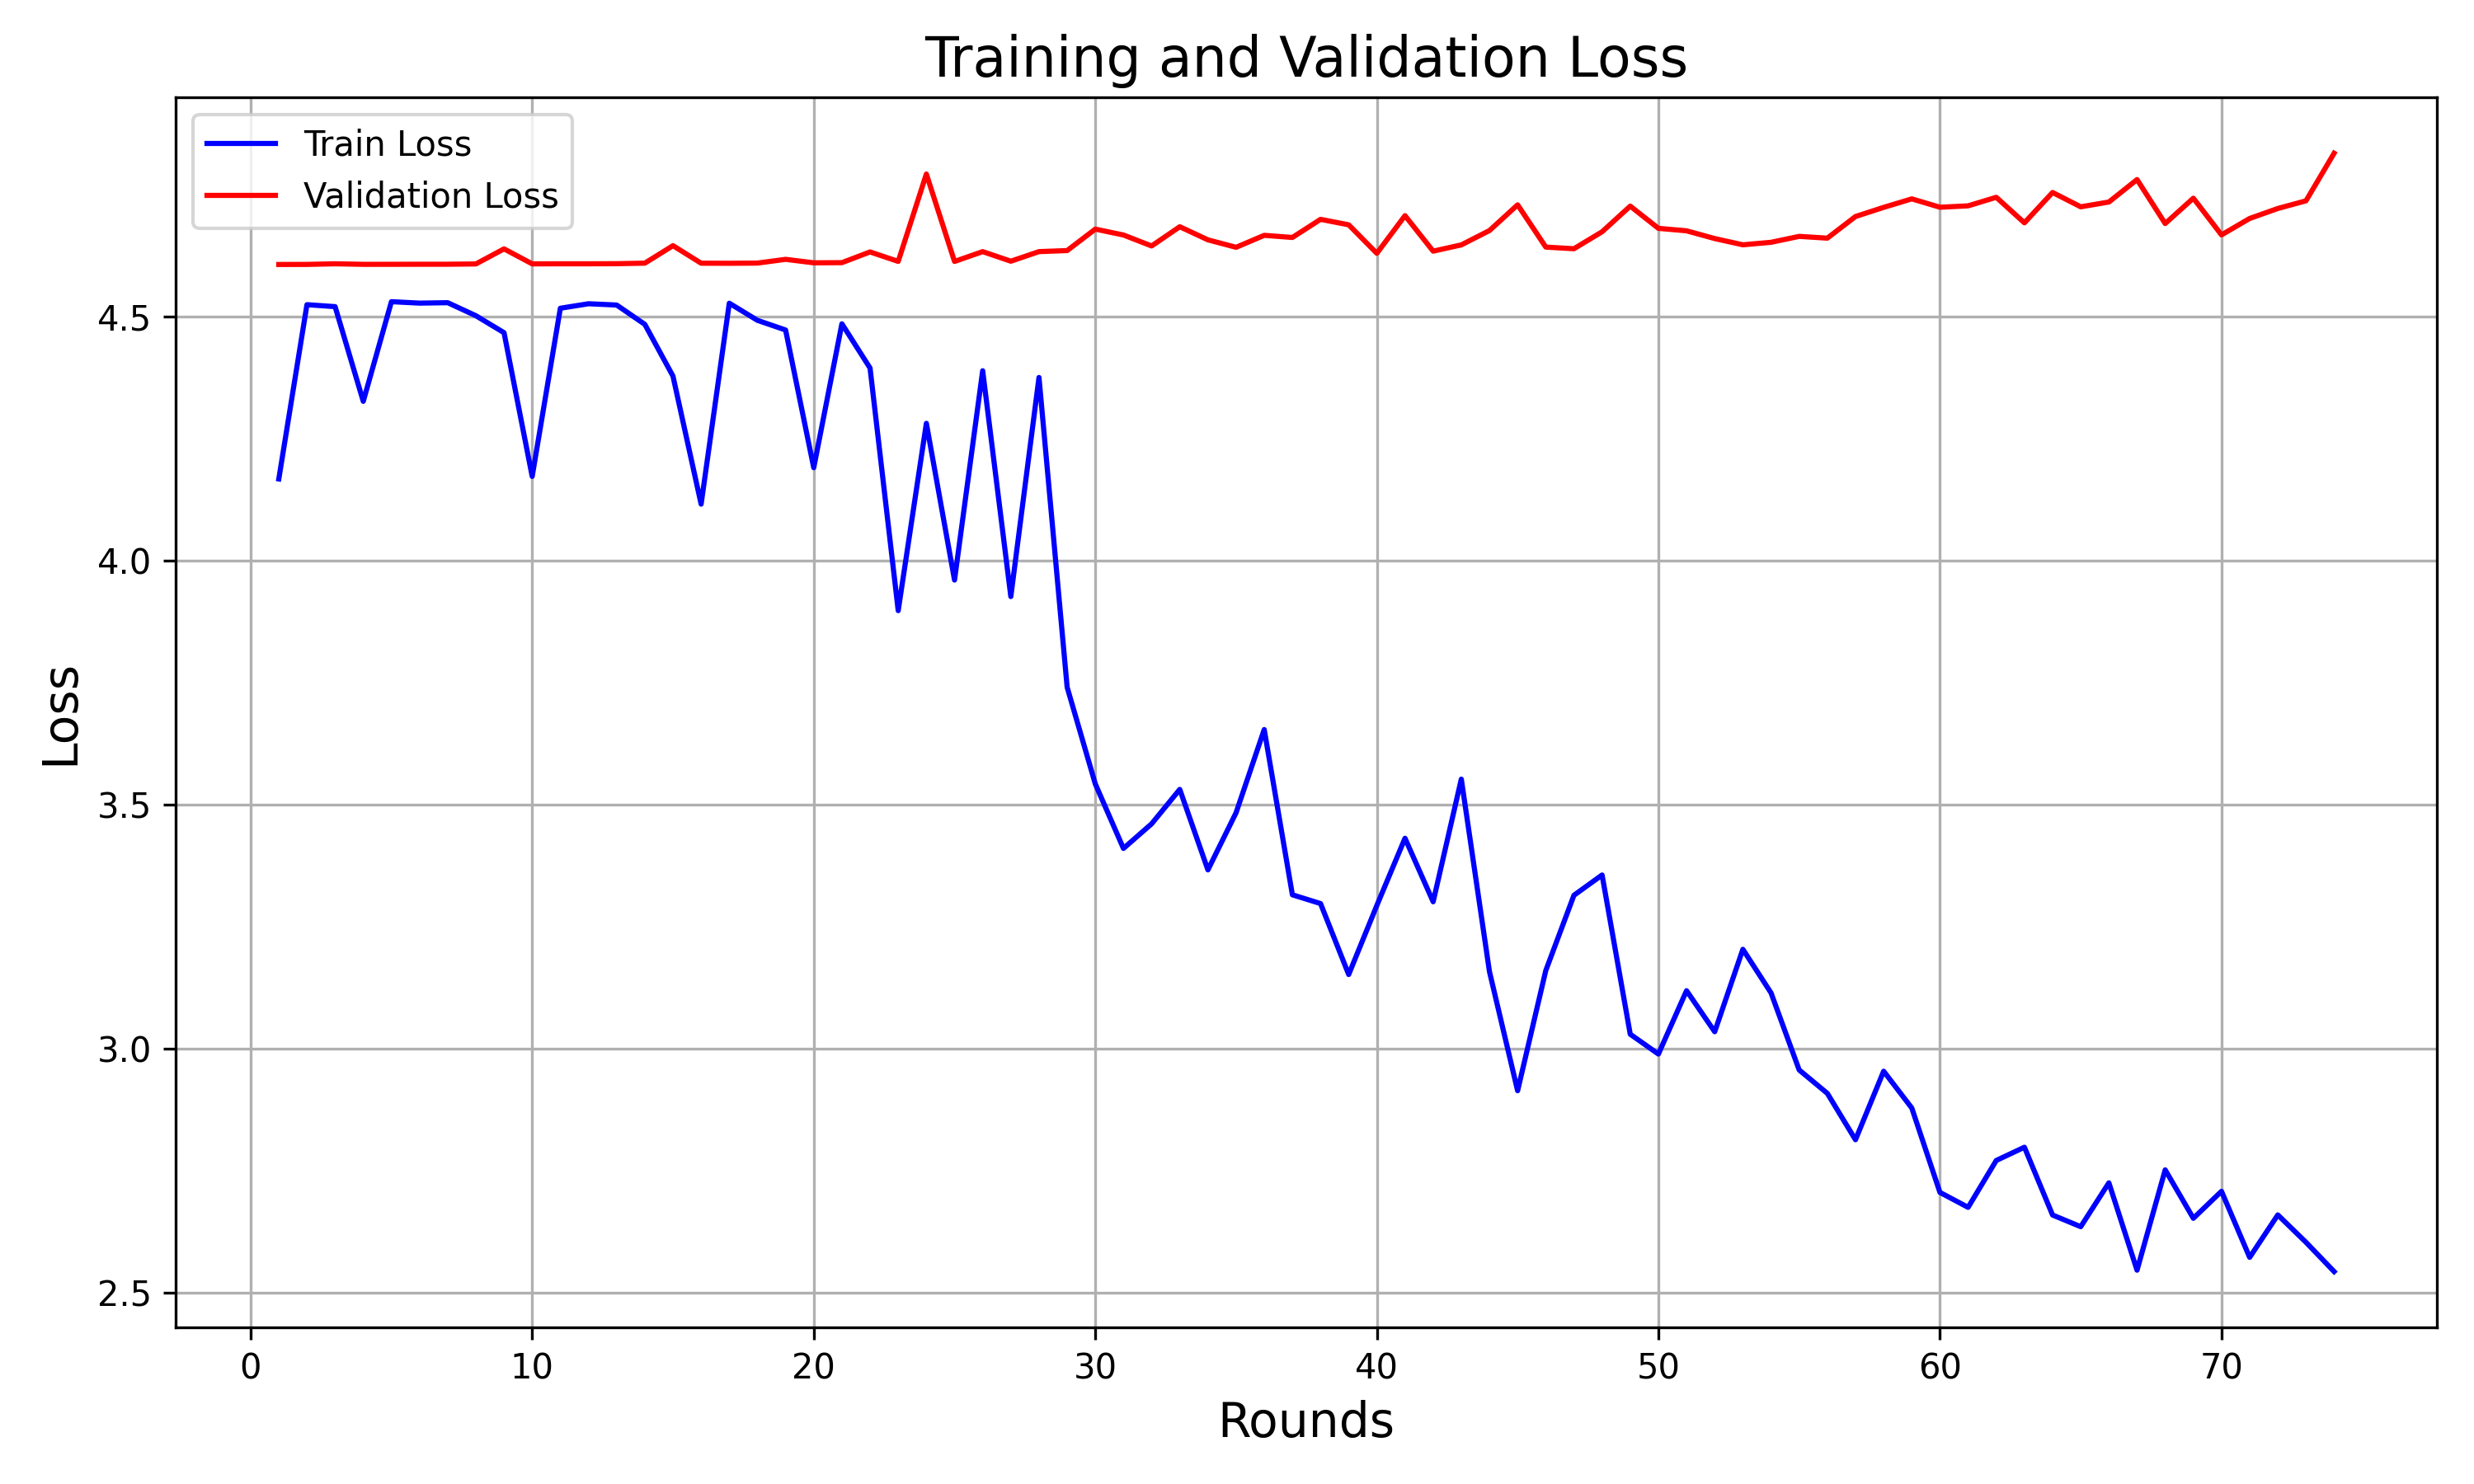 Training and Validation Loss
Train Loss
Validation Loss
4.5
4.0
3.5
3.0
2.5
Loss
0 10 20 30 40 50 60 70
Rounds